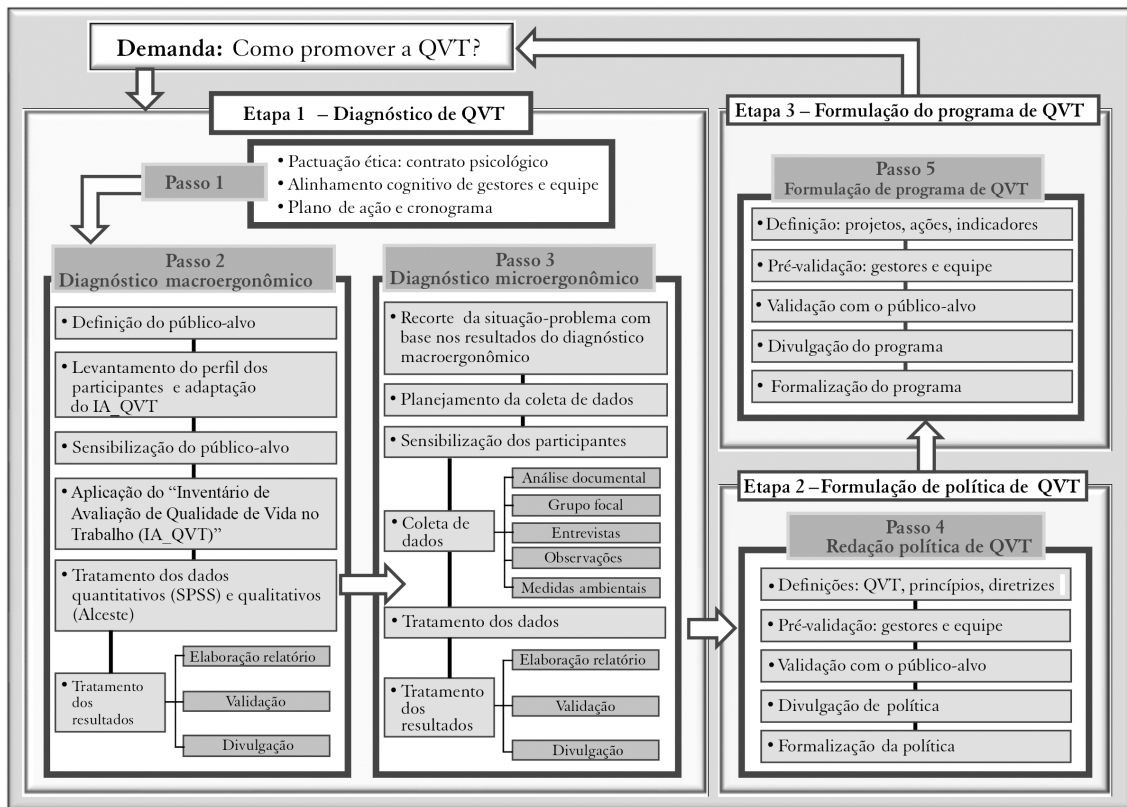 Demanda: Como promover a QVT?
Etapa 1 – Diagnóstico de QVT
Passo 1
• Pactuação ética: contrato psicológico
• Alinhamento cognitivo de gestores e equipe
• Plano de ação e cronograma
Passo 2
Diagnóstico macroergonômico
• Definição do público-alvo
• Levantamento do perfil dos
participantes e adaptação
do IA_QVT
• Sensibilização do público-alvo
• Aplicação do “Inventário de
Avaliação de Qualidade de Vida no
Trabalho (IA_QVT)”
• Tratamento dos dados
quantitativos (SPSS) e qualitativos
(Alceste)
• Tratamento
dos
resultados
Elaboração relatório
Validação
Divulgação
Passo 3
Diagnóstico microergonômico
• Recorte da situação-problema com
base nos resultados do diagnóstico
macroergonômico
• Planejamento da coleta de dados
• Sensibilização dos participantes
• Coleta de
dados
Análise documental
Grupo focal
Entrevistas
Observações
Medidas ambientais
• Tratamento dos dados
• Tratamento
dos
resultados
Elaboração relatório
Validação
Divulgação
Etapa 2 – Formulação de política de QVT
Passo 4
Redação política de QVT
• Definições: QVT, princípios, diretrizes
• Pré-validação: gestores e equipe
• Validação com o público-alvo
• Divulgação de política
• Formalização da política
Etapa 3 – Formulação do programa de QVT
Passo 5
Formulação de programa de QVT
• Definição: projetos, ações, indicadores
• Pré-validação: gestores e equipe
• Validação com o público-alvo
• Divulgação do programa
• Formalização do programa